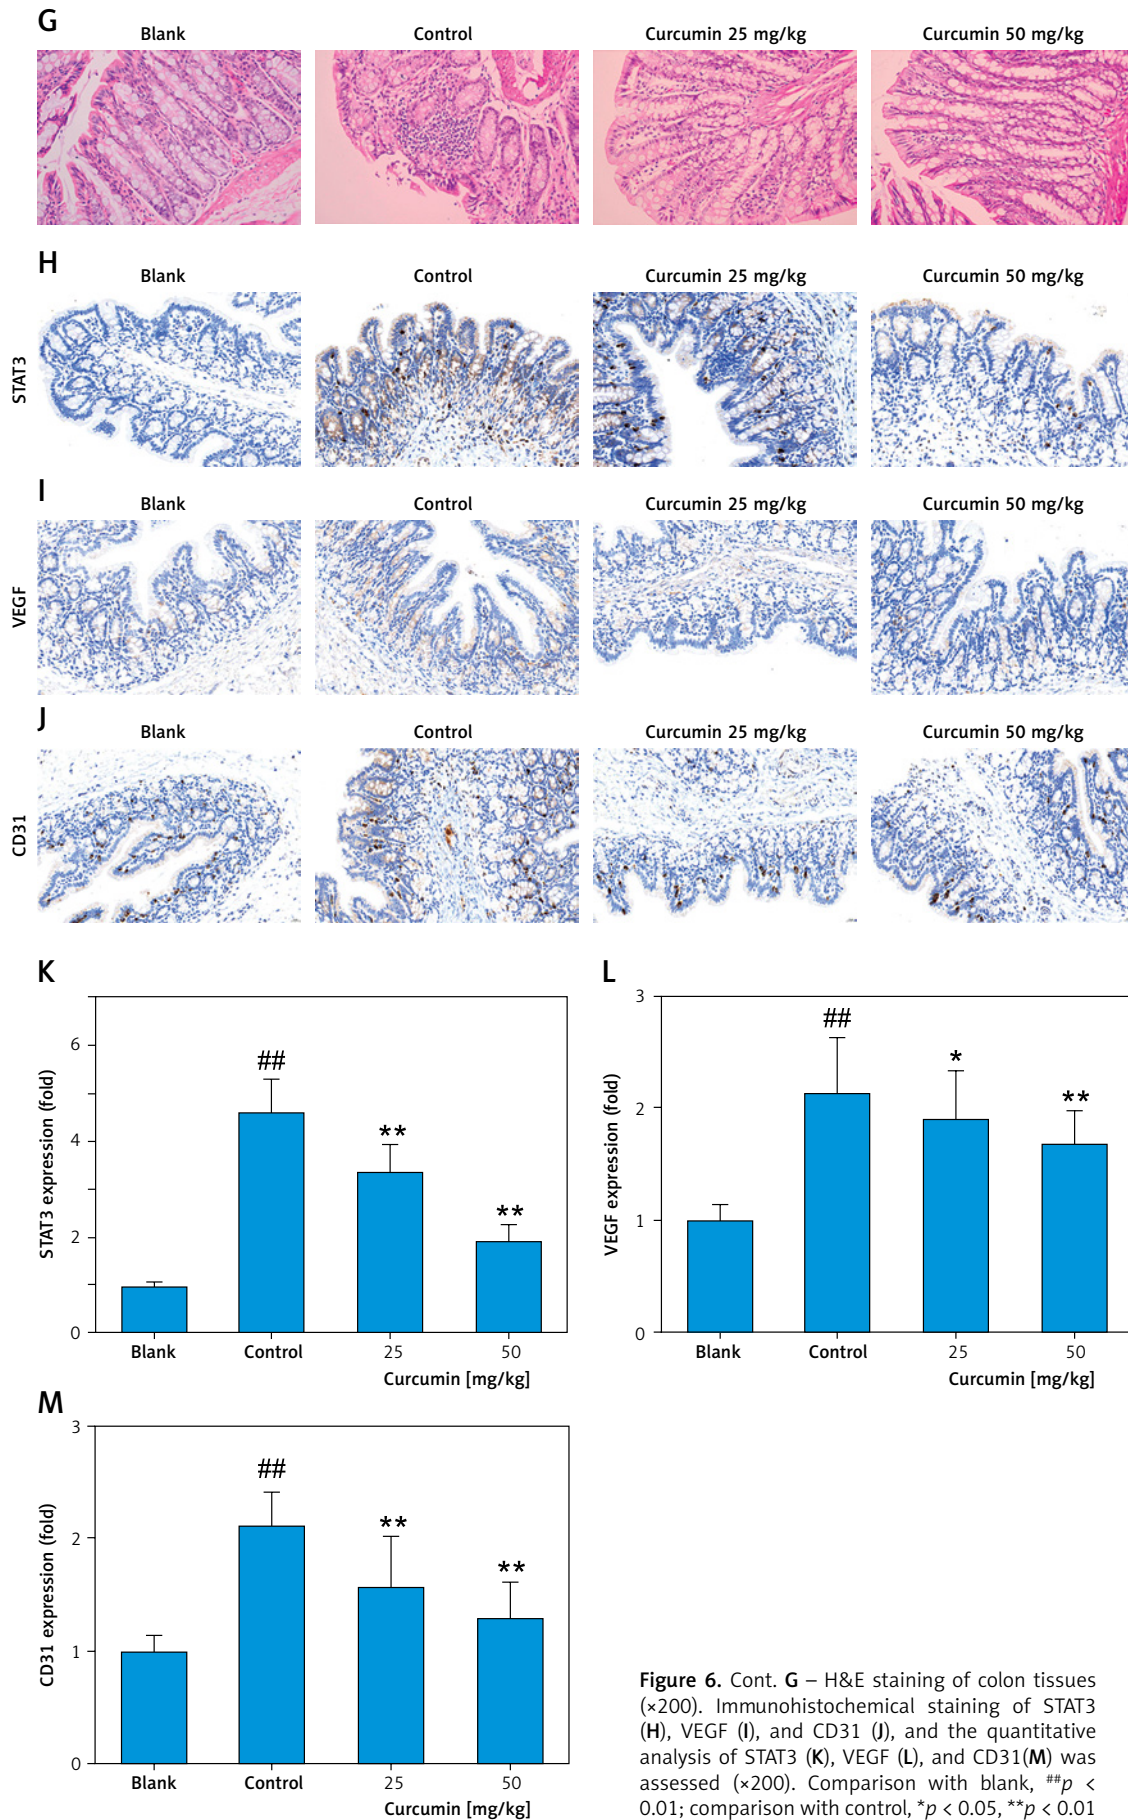 G
Blank Control Curcumin 25 mg/kg Curcumin 50 mg/kg
H
Blank Control Curcumin 25 mg/kg Curcumin 50 mg/kg
STAT3
I
Blank Control Curcumin 25 mg/kg Curcumin 50 mg/kg
VEGF
J
Blank Control Curcumin 25 mg/kg Curcumin 50 mg/kg
CD31
K
STAT3 expression (fold)
6
4
2
0
##
**
**
Blank Control 25 50
Curcumin [mg/kg]
L
VEGF expression (fold)
3
2
1
0
##
*
**
Blank Control 25 50
Curcumin [mg/kg]
M
CD31 expression (fold)
3
2
1
0
##
**
**
Blank Control 25 50
Curcumin [mg/kg]
Figure 6. Cont. G – H&E staining of colon tissues
(×200). Immunohistochemical staining of STAT3
(H), VEGF (I), and CD31 (J), and the quantitative
analysis of STAT3 (K), VEGF (L), and CD31(M) was
assessed (×200). Comparison with blank, ##p <
0.01; comparison with control, *p < 0.05, **p < 0.01